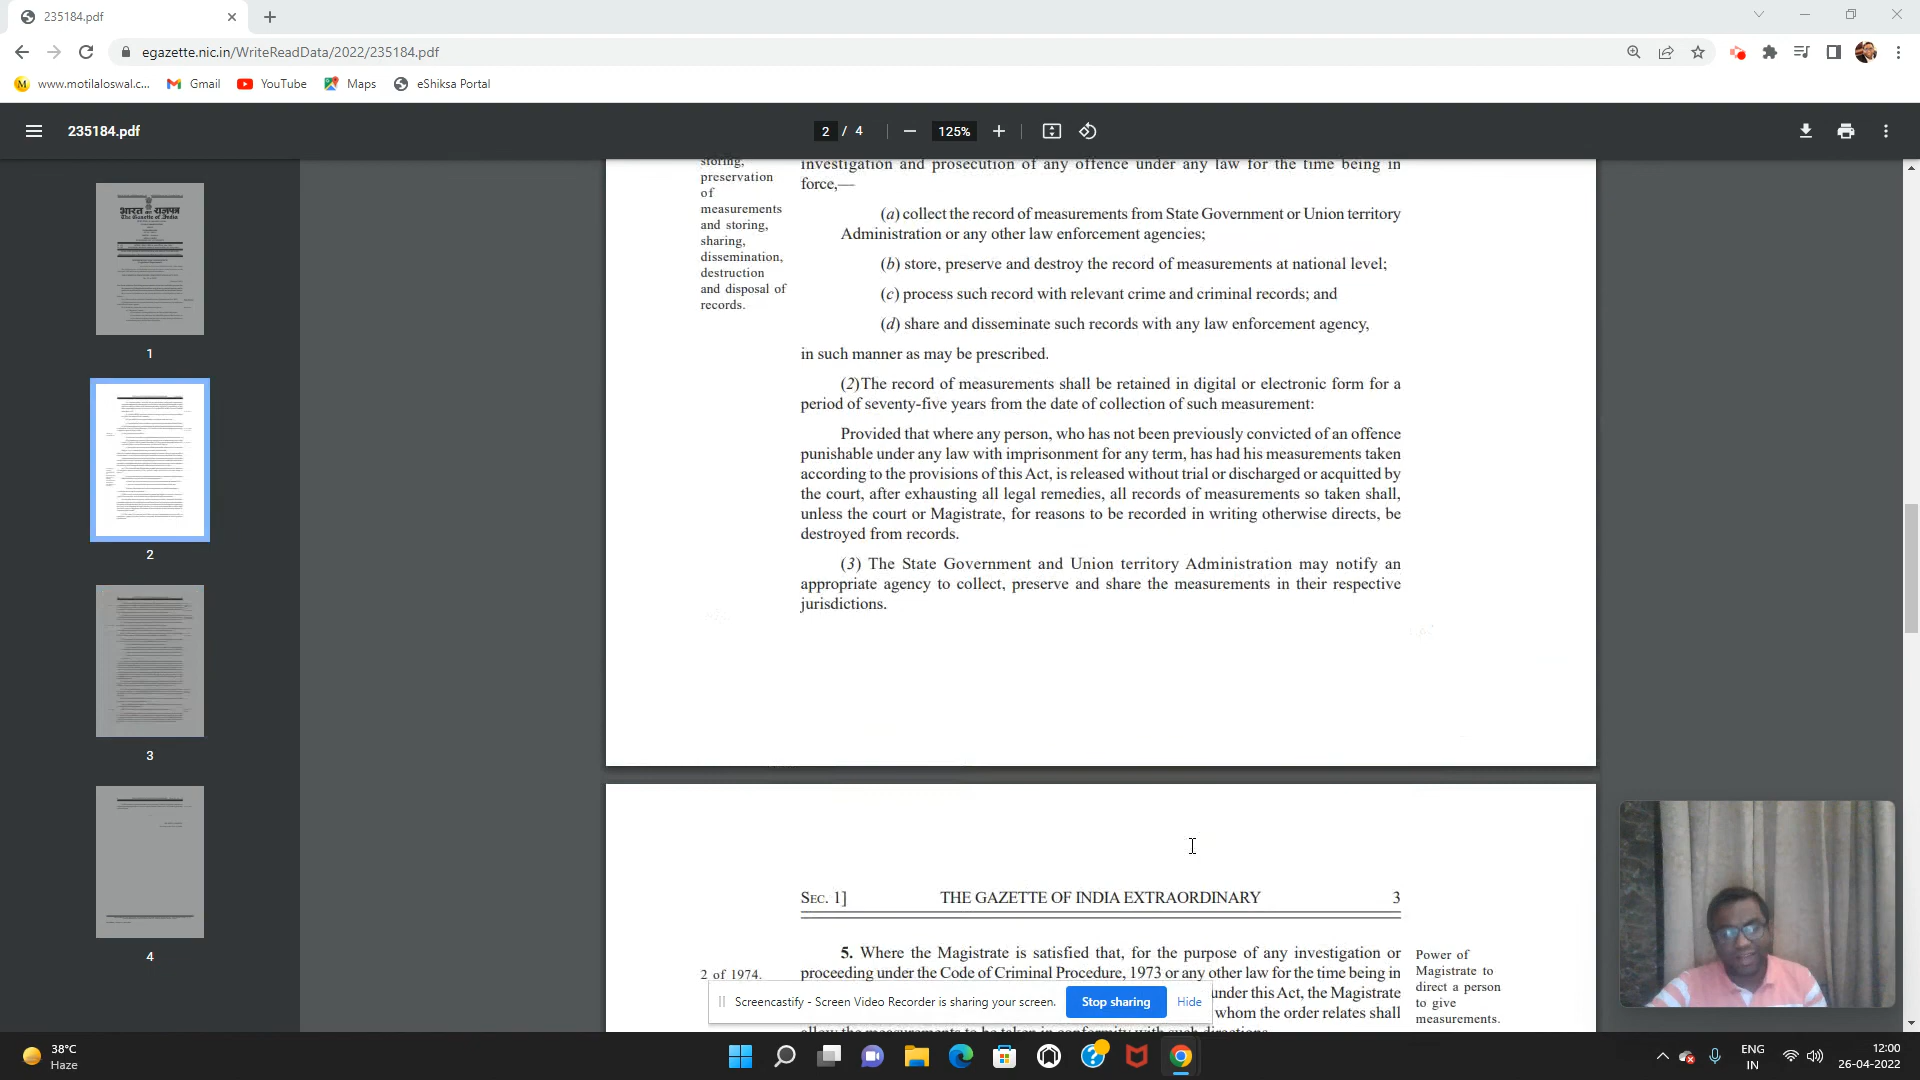 235184.pdf
egazette.nic.in/WriteReadData/2022/235184.pdf
M
www.motilaloswal.c...
Gmail
YouTube
Maps
eShiksa Portal
235184.pdf
2 / 4
125%
भारत का राजपत्र
The Gazette of India
1
2
3
4
storing,
preservation
of
measurements
and storing,
sharing,
dissemination,
destruction
and disposal of
records.
investigation and prosecution of any offence under any law for the time being in
force,—
(a) collect the record of measurements from State Government or Union territory
Administration or any other law enforcement agencies;
(b) store, preserve and destroy the record of measurements at national level;
(c) process such record with relevant crime and criminal records; and
(d) share and disseminate such records with any law enforcement agency,
in such manner as may be prescribed.
(2)The record of measurements shall be retained in digital or electronic form for a
period of seventy-five years from the date of collection of such measurement:
Provided that where any person, who has not been previously convicted of an offence
punishable under any law with imprisonment for any term, has had his measurements taken
according to the provisions of this Act, is released without trial or discharged or acquitted by
the court, after exhausting all legal remedies, all records of measurements so taken shall,
unless the court or Magistrate, for reasons to be recorded in writing otherwise directs, be
destroyed from records.
(3) The State Government and Union territory Administration may notify an
appropriate agency to collect, preserve and share the measurements in their respective
jurisdictions.
SEC. 1] THE GAZETTE OF INDIA EXTRAORDINARY 3
5. Where the Magistrate is satisfied that, for the purpose of any investigation or
2 of 1974. proceeding under the Code of Criminal Procedure, 1973 or any other law for the time being in
under this Act, the Magistrate
whom the order relates shall
allow the measurements to be taken in conformity with such directions.
Power of
Magistrate to
direct a person
to give
measurements.
Screencastify - Screen Video Recorder is sharing your screen.
Stop sharing
Hide
38°C
Haze
ENG
IN
12:00
26-04-2022